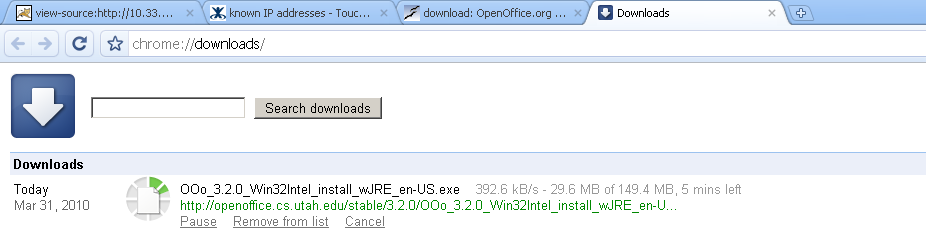 view-source:http://10.33.... known IP addresses - Touc... download: OpenOffice.org ... Downloads
chrome://downloads/
Search downloads
Downloads
Today OOo_3.2.0_Win32Intel_install_wJRE_en-US.exe 392.6 kB/s - 29.6 MB of 149.4 MB, 5 mins left
Mar 31, 2010 http://openoffice.cs.utah.edu/stable/3.2.0/OOo_3.2.0_Win32Intel_install_wJRE_en-U...
Pause Remove from list Cancel